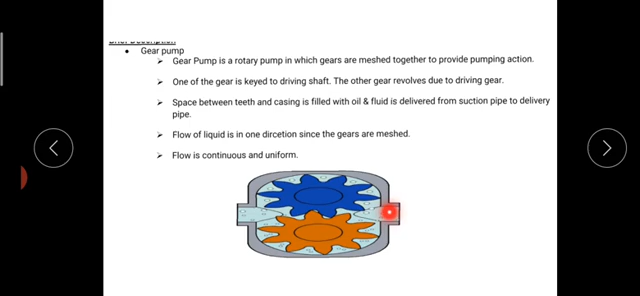 Brief Description
Gear pump
Gear Pump is a rotary pump in which gears are meshed together to provide pumping action.
One of the gear is keyed to driving shaft. The other gear revolves due to driving gear.
Space between teeth and casing is filled with oil & fluid is delivered from suction pipe to delivery
pipe.
Flow of liquid is in one dircetion since the gears are meshed.
Flow is continuous and uniform.